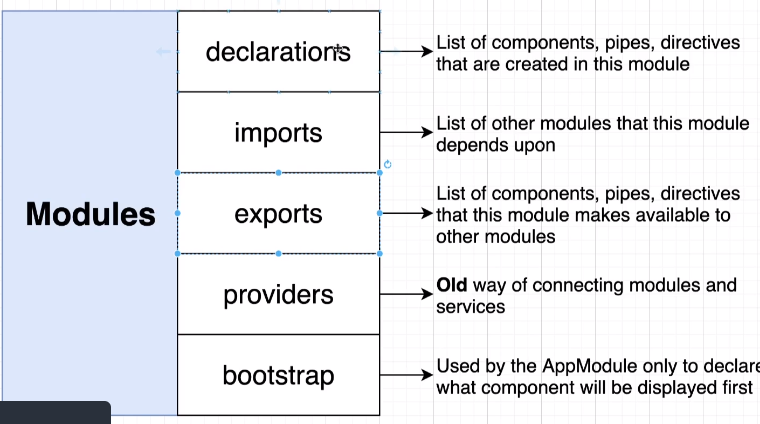 Modules
declarations
List of components, pipes, directives
that are created in this module
imports
List of other modules that this module
depends upon
exports
List of components, pipes, directives
that this module makes available to
other modules
providers
Old way of connecting modules and
services
bootstrap
Used by the AppModule only to declare
what component will be displayed first